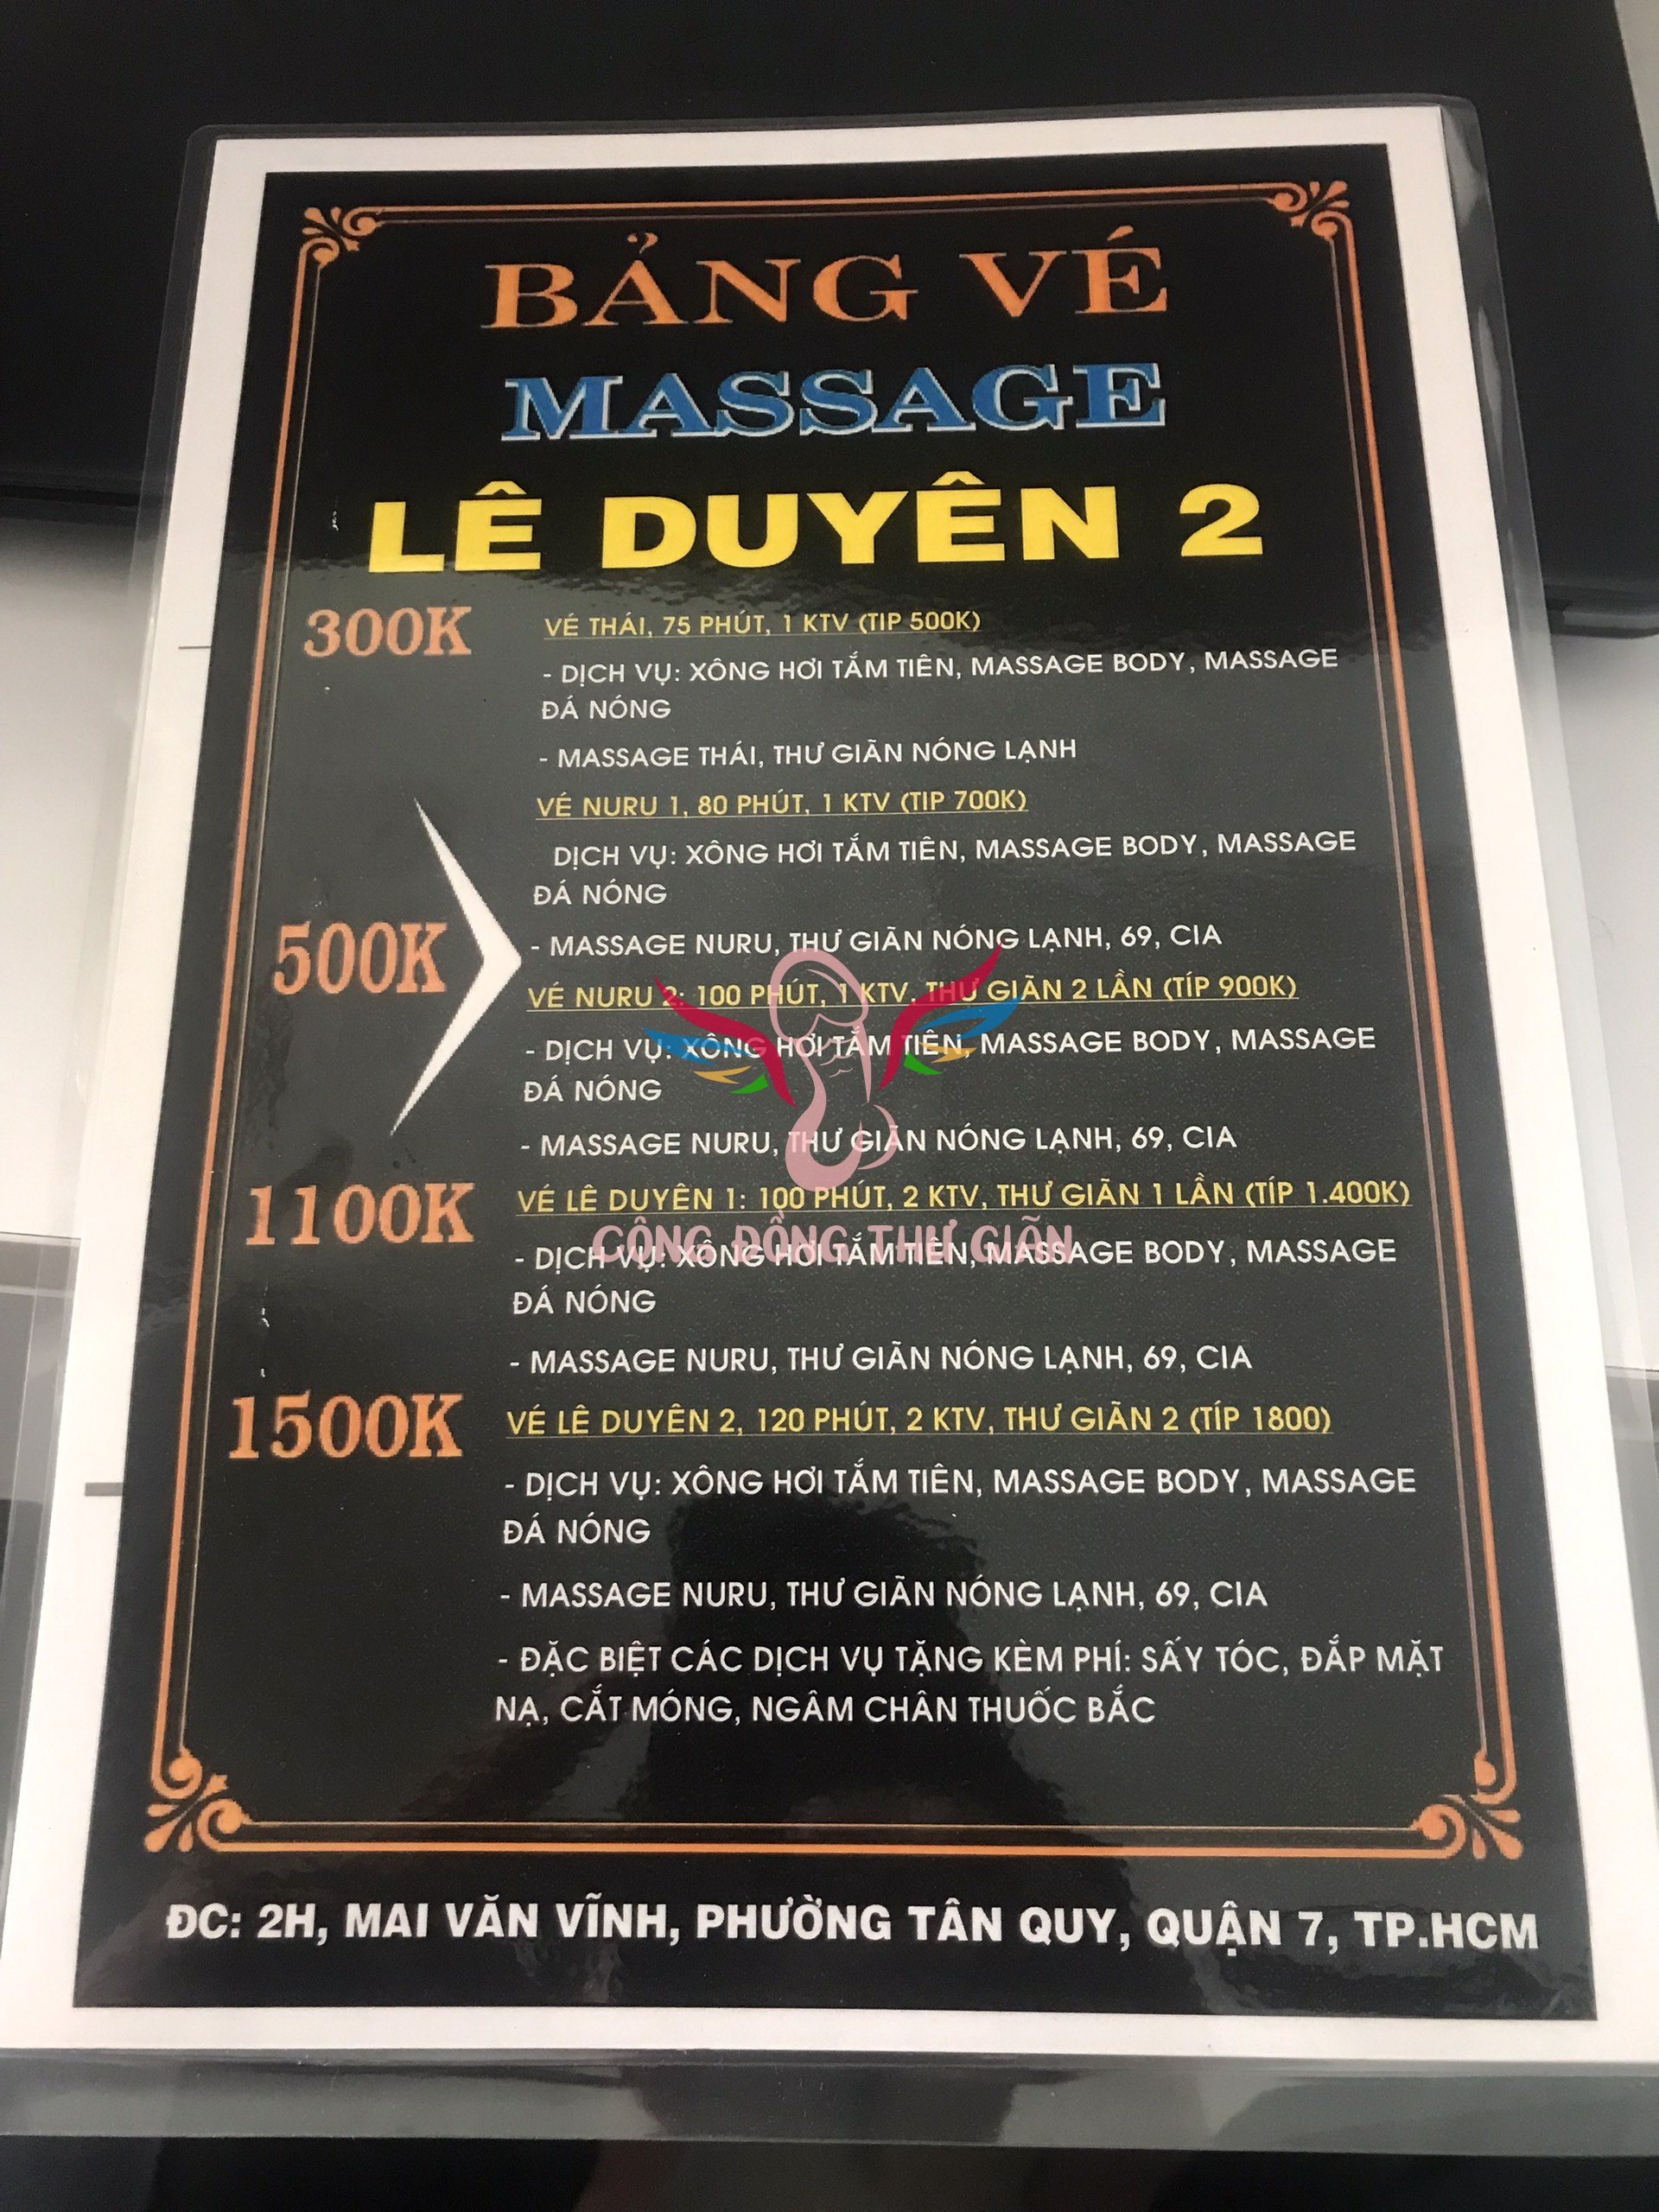 BẢNG VÉ
MASSAGE
LÊ DUYÊN 2
300K
VÉ THÁI, 75 PHÚT, 1 KTV (TIP 500K)
- DỊCH VỤ: XÔNG HƠI TẮM TIÊN, MASSAGE BODY, MASSAGE
ĐÁ NÓNG
- MASSAGE THÁI, THƯ GIÃN NÓNG LẠNH
VÉ NURU 1, 80 PHÚT, 1 KTV (TIP 700K)
DỊCH VỤ: XÔNG HƠI TẮM TIÊN, MASSAGE BODY, MASSAGE
ĐÁ NÓNG
500K
- MASSAGE NURU, THƯ GIÃN NÓNG LẠNH, 69, CIA
VÉ NURU 2: 100 PHÚT, 1 KTV, THƯ GIÃN 2 LẦN (TÍP 900K)
- DỊCH VỤ: XÔNG HƠI TẮM TIÊN, MASSAGE BODY, MASSAGE
ĐÁ NÓNG
- MASSAGE NURU, THƯ GIÃN NÓNG LẠNH, 69, CIA
1100K
VÉ LÊ DUYÊN 1: 100 PHÚT, 2 KTV, THƯ GIÃN 1 LẦN (TÍP 1.400K)
CỘNG ĐỒNG THƯ GIÃN
- DỊCH VỤ: XÔNG HƠI TẮM TIÊN, MASSAGE BODY, MASSAGE
ĐÁ NÓNG
- MASSAGE NURU, THƯ GIÃN NÓNG LẠNH, 69, CIA
1500K
VÉ LÊ DUYÊN 2, 120 PHÚT, 2 KTV, THƯ GIÃN 2 (TÍP 1800)
- DỊCH VỤ: XÔNG HƠI TẮM TIÊN, MASSAGE BODY, MASSAGE
ĐÁ NÓNG
- MASSAGE NURU, THƯ GIÃN NÓNG LẠNH, 69, CIA
- ĐẶC BIỆT CÁC DỊCH VỤ TẶNG KÈM PHÍ: SẤY TÓC, ĐẮP MẶT
NẠ, CẮT MÓNG, NGÂM CHÂN THUỐC BẮC
ĐC: 2H, MAI VĂN VĨNH, PHƯỜNG TÂN QUY, QUẬN 7, TP.HCM